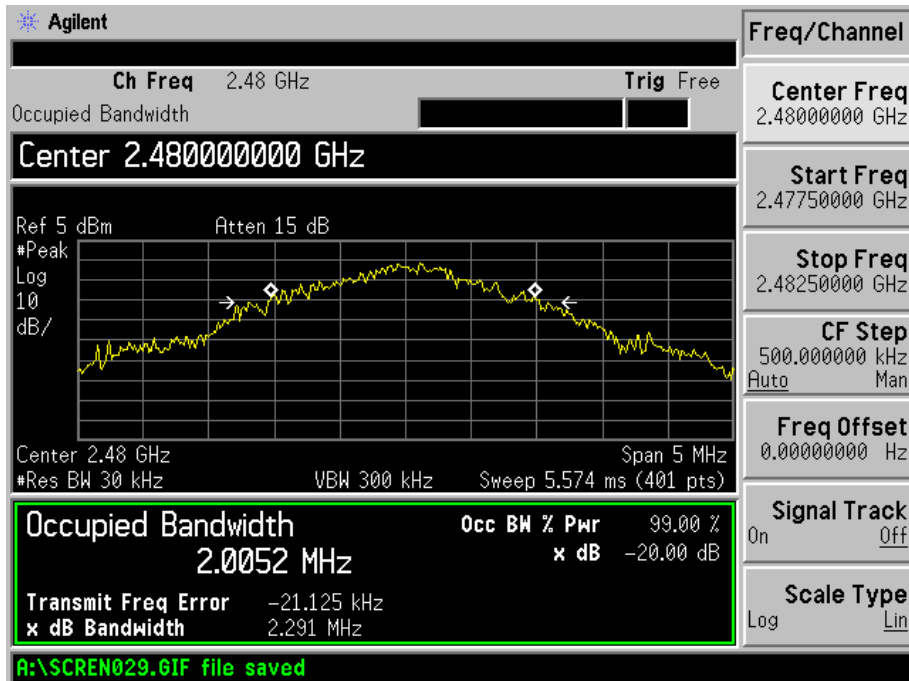 Agilent
Freq/Channel
Ch Freq 2.48 GHz Trig Free
Occupied Bandwidth
Center 2.480000000 GHz
Ref 5 dBm Atten 15 dB
#Peak
Log
10
dB/
Center 2.48 GHz Span 5 MHz
#Res BW 30 kHz VBW 300 kHz Sweep 5.574 ms (401 pts)
Occupied Bandwidth Occ BW % Pwr 99.00 %
2.0052 MHz x dB -20.00 dB
Transmit Freq Error -21.125 kHz
x dB Bandwidth 2.291 MHz
A:\SCREN029.GIF file saved
Center Freq
2.48000000 GHz
Start Freq
2.47750000 GHz
Stop Freq
2.48250000 GHz
CF Step
500.000000 kHz
Auto Man
Freq Offset
0.00000000 Hz
Signal Track
On Off
Scale Type
Log Lin